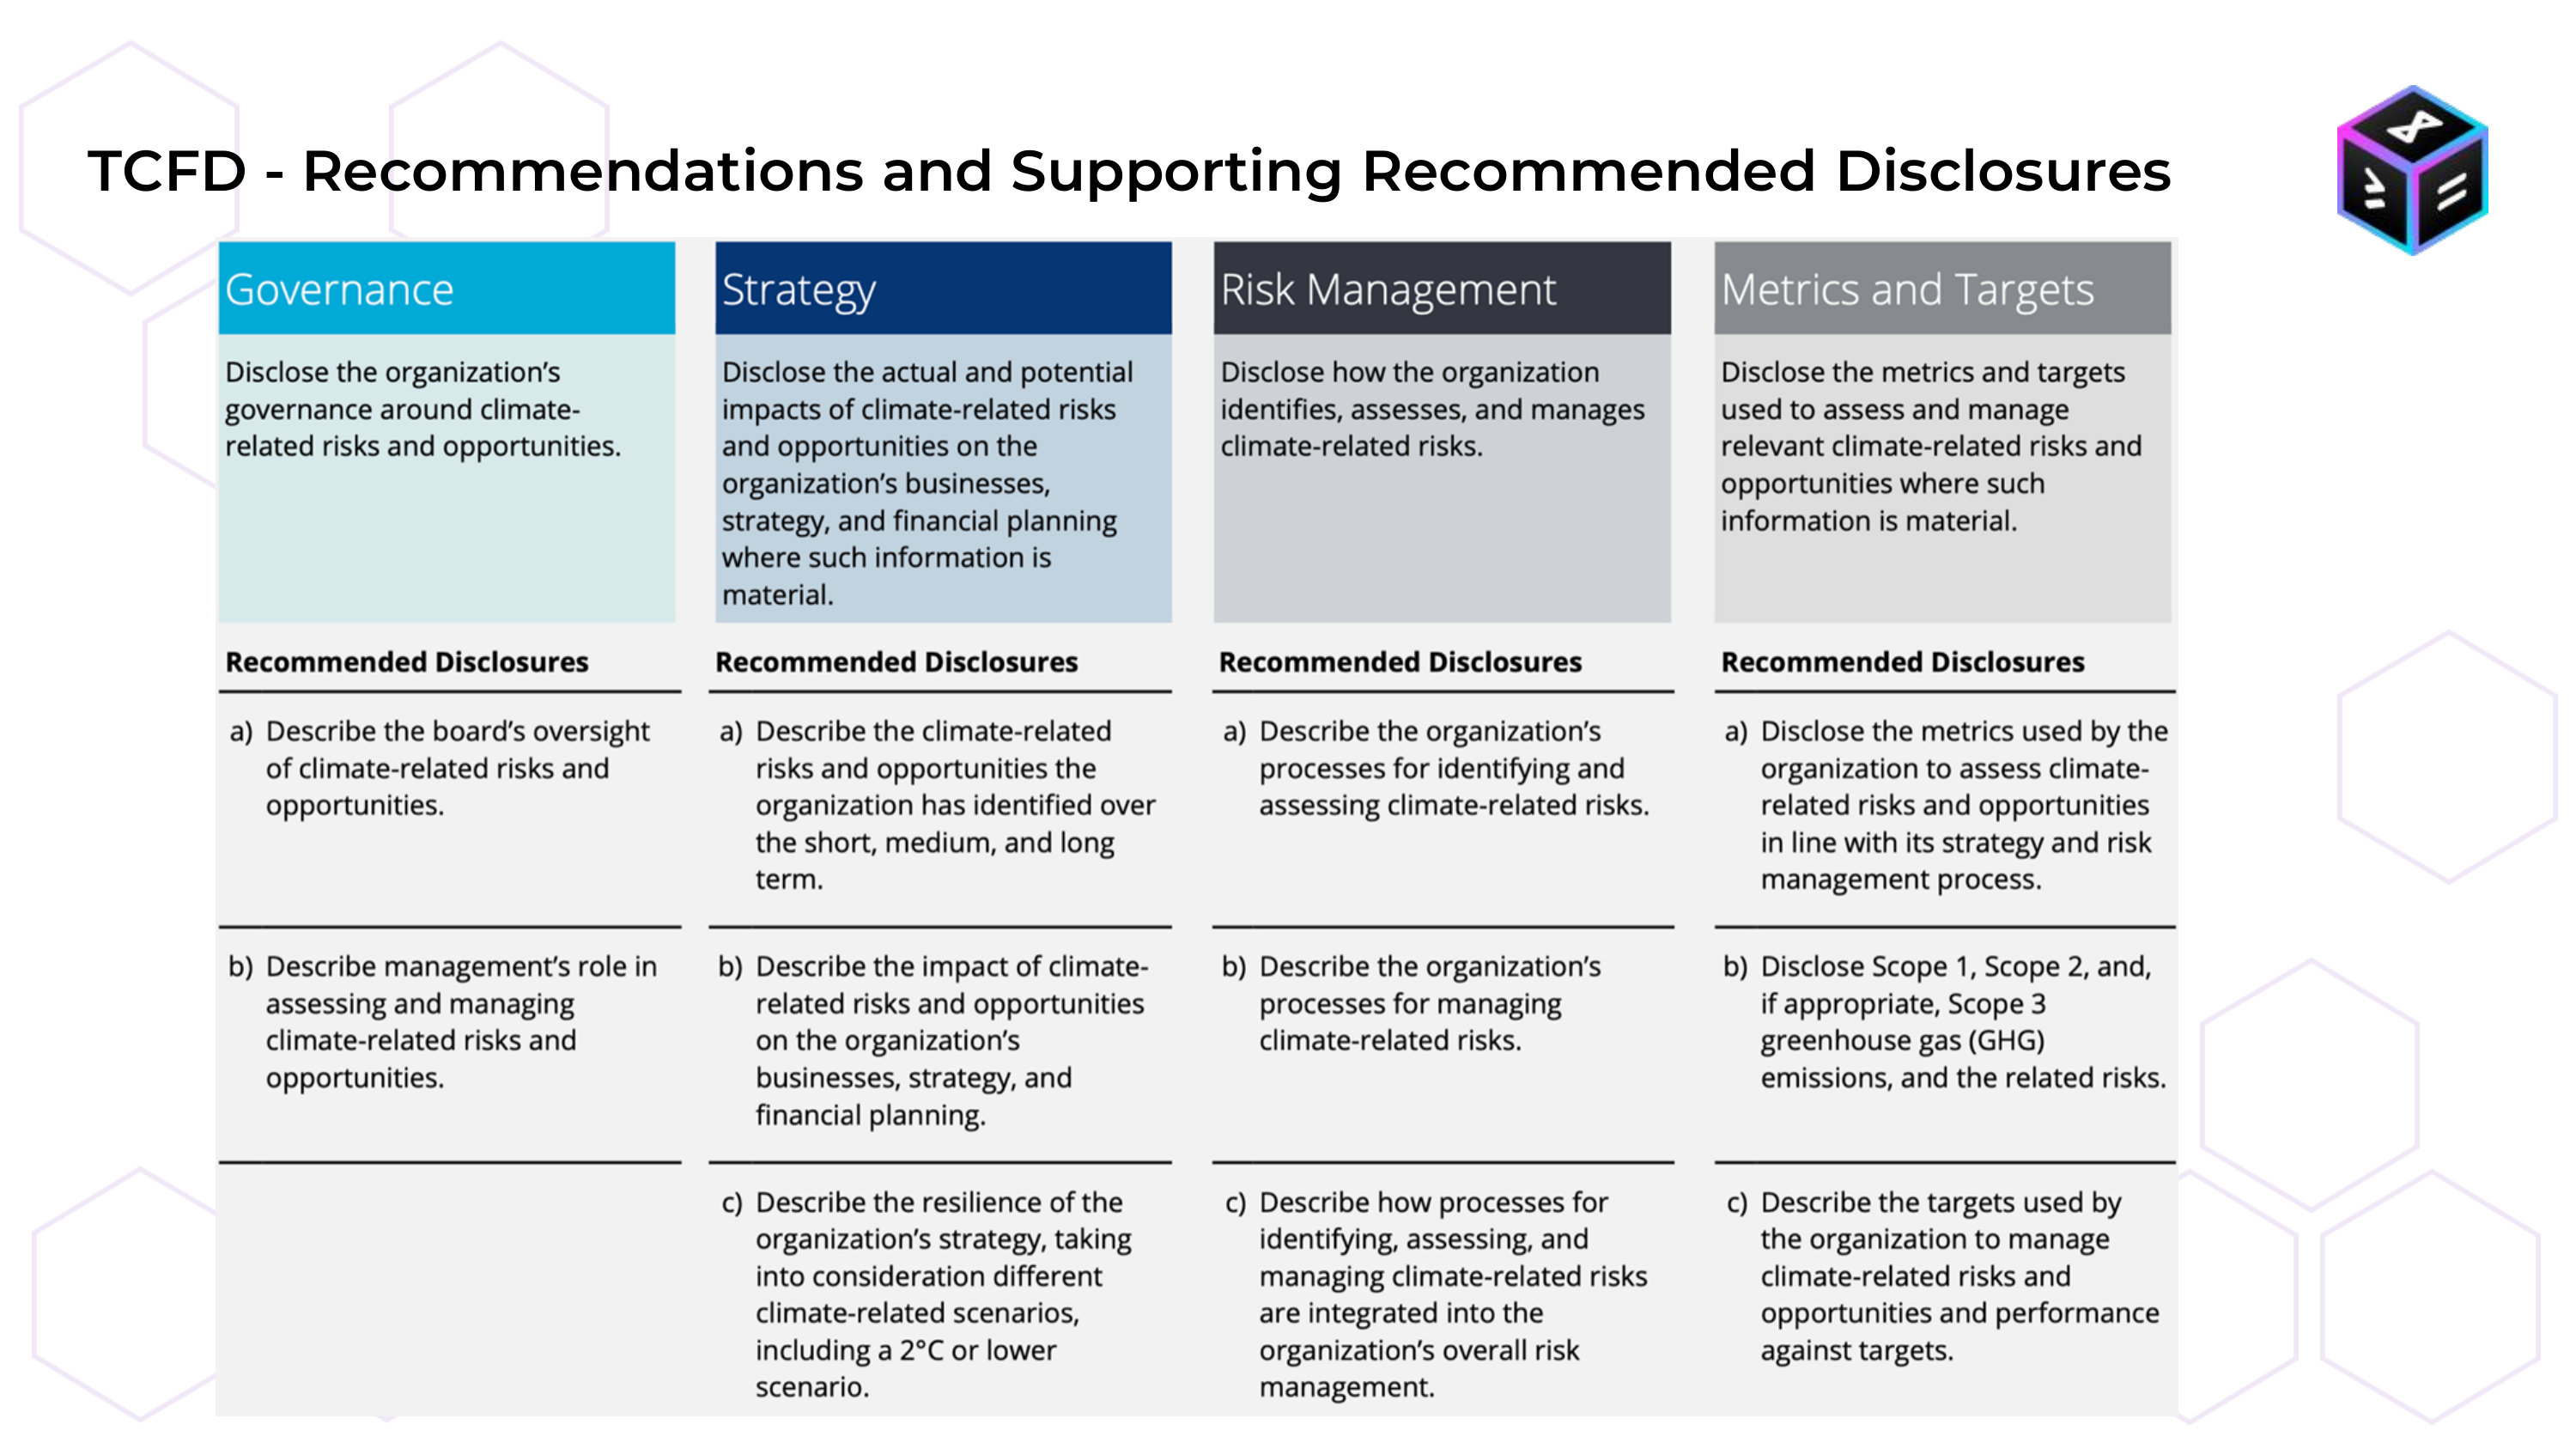 TCFD - Recommendations and Supporting Recommended Disclosures
Governance
Disclose the organization’s
governance around climate-
related risks and opportunities.
Recommended Disclosures
a) Describe the board’s oversight
of climate-related risks and
opportunities.
b) Describe management’s role in
assessing and managing
climate-related risks and
opportunities.
Strategy
Disclose the actual and potential
impacts of climate-related risks
and opportunities on the
organization’s businesses,
strategy, and financial planning
where such information is
material.
Recommended Disclosures
a) Describe the climate-related
risks and opportunities the
organization has identified over
the short, medium, and long
term.
b) Describe the impact of climate-
related risks and opportunities
on the organization’s
businesses, strategy, and
financial planning.
c) Describe the resilience of the
organization’s strategy, taking
into consideration different
climate-related scenarios,
including a 2°C or lower
scenario.
Risk Management
Disclose how the organization
identifies, assesses, and manages
climate-related risks.
Recommended Disclosures
a) Describe the organization’s
processes for identifying and
assessing climate-related risks.
b) Describe the organization’s
processes for managing
climate-related risks.
c) Describe how processes for
identifying, assessing, and
managing climate-related risks
are integrated into the
organization’s overall risk
management.
Metrics and Targets
Disclose the metrics and targets
used to assess and manage
relevant climate-related risks and
opportunities where such
information is material.
Recommended Disclosures
a) Disclose the metrics used by the
organization to assess climate-
related risks and opportunities
in line with its strategy and risk
management process.
b) Disclose Scope 1, Scope 2, and,
if appropriate, Scope 3
greenhouse gas (GHG)
emissions, and the related risks.
c) Describe the targets used by
the organization to manage
climate-related risks and
opportunities and performance
against targets.